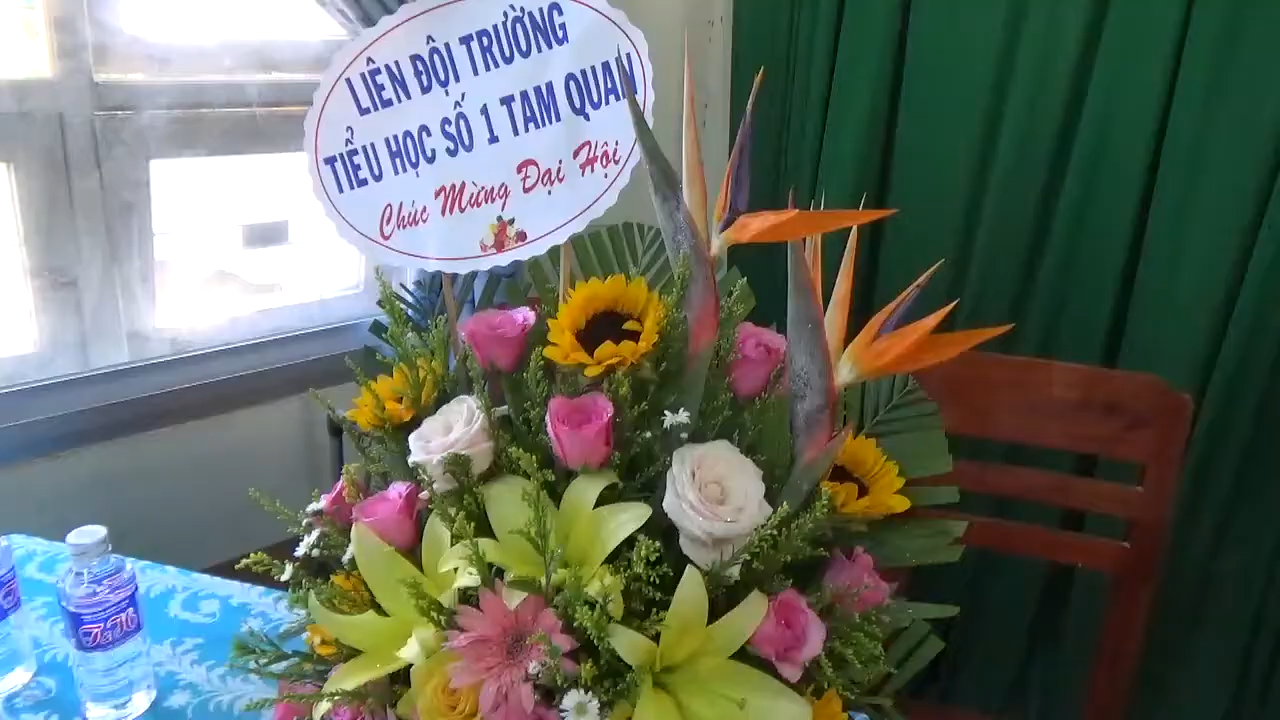 LIÊN ĐỘI TRƯỜNG
TIỂU HỌC SỐ 1 TAM QUAN
Chúc Mừng Đại Hội